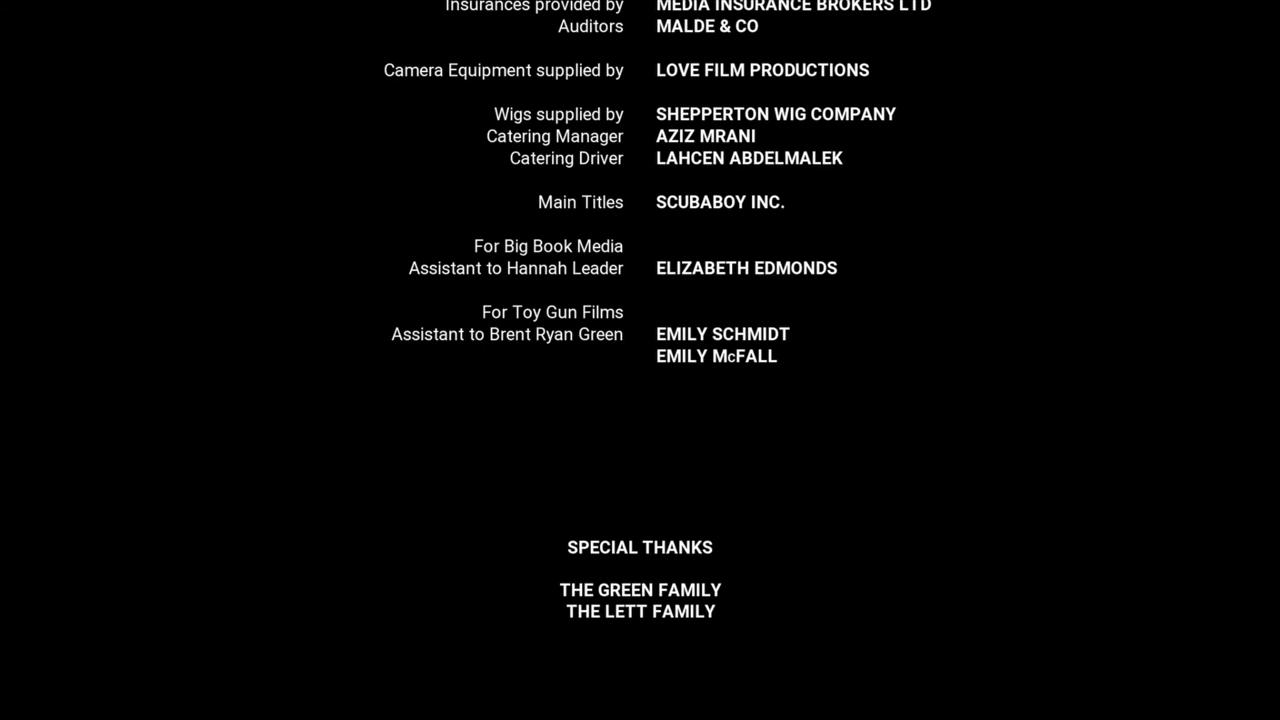 Insurances provided by MEDIA INSURANCE BROKERS LTD
Auditors MALDE & CO
Camera Equipment supplied by LOVE FILM PRODUCTIONS
Wigs supplied by SHEPPERTON WIG COMPANY
Catering Manager AZIZ MRANI
Catering Driver LAHCEN ABDELMALEK
Main Titles SCUBABOY INC.
For Big Book Media
Assistant to Hannah Leader ELIZABETH EDMONDS
For Toy Gun Films
Assistant to Brent Ryan Green EMILY SCHMIDT
EMILY McFALL
SPECIAL THANKS
THE GREEN FAMILY
THE LETT FAMILY